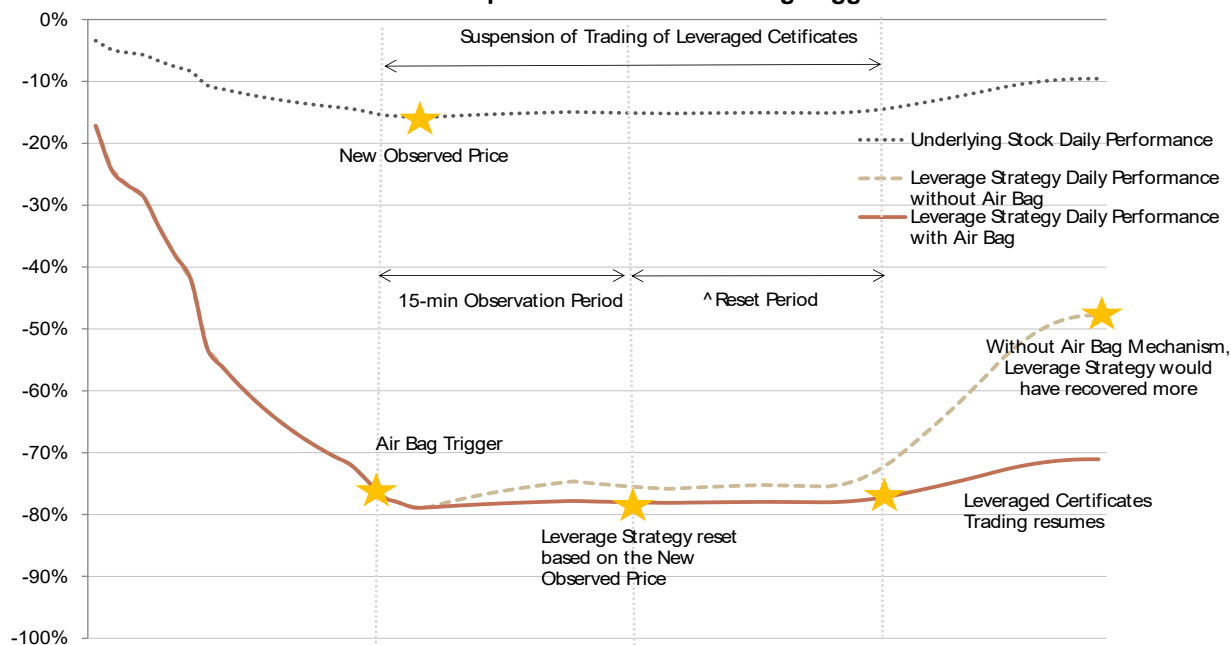 0%
Suspension of Trading of Leveraged Cetificates
-10%
New Observed Price
Underlying Stock Daily Performance
-20%
Leverage Strategy Daily Performance
without Air Bag
-30%
Leverage Strategy Daily Performance
with Air Bag
-40%
15-min Observation Period
^Reset Period
-50%
Without Air Bag Mechanism,
Leverage Strategy would
have recovered more
-60%
Air Bag Trigger
-70%
Leveraged Certificates
Trading resumes
-80%
Leverage Strategy reset
based on the New
Observed Price
-90%
-100%